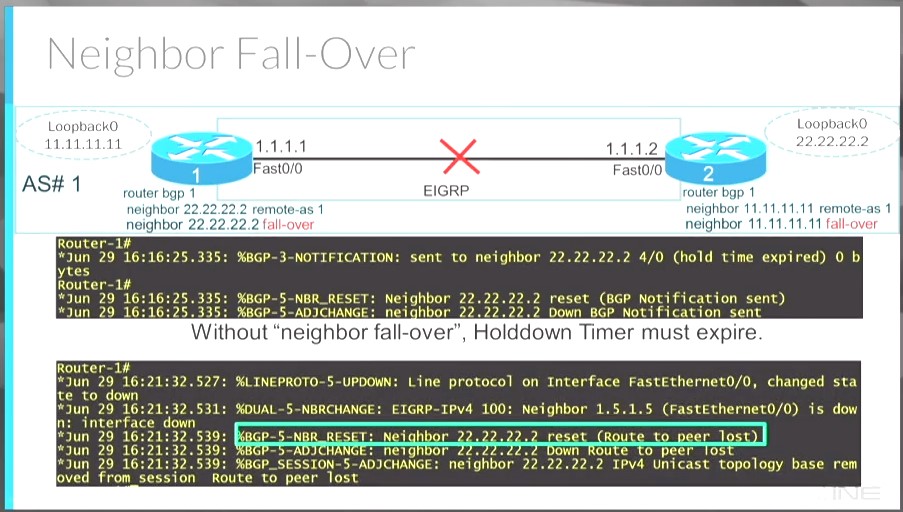 Neighbor Fall-Over
Loopback0
11.11.11.11
Loopback0
22.22.22.2
1.1.1.1
1.1.1.2
Fast0/0
Fast0/0
1
2
AS# 1
EIGRP
router bgp 1
neighbor 22.22.22.2 remote-as 1
neighbor 22.22.22.2 fall-over
router bgp 1
neighbor 11.11.11.11 remote-as 1
neighbor 11.11.11.11 fall-over
Router-1#
*Jun 29 16:16:25.335: %BGP-3-NOTIFICATION: sent to neighbor 22.22.22.2 4/0 (hold time expired) 0 b
ytes
Router-1#
*Jun 29 16:16:25.335: %BGP-5-NBR_RESET: Neighbor 22.22.22.2 reset (BGP Notification sent)
*Jun 29 16:16:25.335: %BGP-5-ADJCHANGE: neighbor 22.22.22.2 Down BGP Notification sent
Without “neighbor fall-over”, Holddown Timer must expire.
Router-1#
*Jun 29 16:21:32.527: %LINEPROTO-5-UPDOWN: Line protocol on Interface FastEthernet0/0, changed sta
te to down
*Jun 29 16:21:32.531: %DUAL-5-NBRCHANGE: EIGRP-IPv4 100: Neighbor 1.5.1.5 (FastEthernet0/0) is dow
n: interface down
*Jun 29 16:21:32.539: %BGP-5-NBR_RESET: Neighbor 22.22.22.2 reset (Route to peer lost)
*Jun 29 16:21:32.539: %BGP-5-ADJCHANGE: neighbor 22.22.22.2 Down Route to peer lost
*Jun 29 16:21:32.539: %BGP_SESSION-5-ADJCHANGE: neighbor 22.22.22.2 IPv4 Unicast topology base rem
oved from session  Route to peer lost
INE